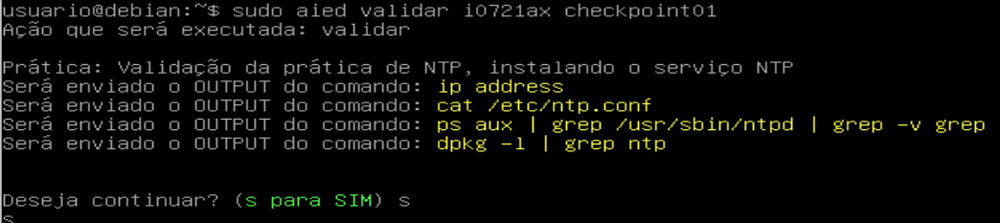 usuario@debian:~$ sudo aied validar i0721ax checkpoint01
Ação que será executada: validar
Prática: Validação da prática de NTP, instalando o serviço NTP
Será enviado o OUTPUT do comando: ip address
Será enviado o OUTPUT do comando: cat /etc/ntp.conf
Será enviado o OUTPUT do comando: ps aux | grep /usr/sbin/ntpd | grep -v grep
Será enviado o OUTPUT do comando: dpkg -l | grep ntp
Deseja continuar? (s para SIM) s
s